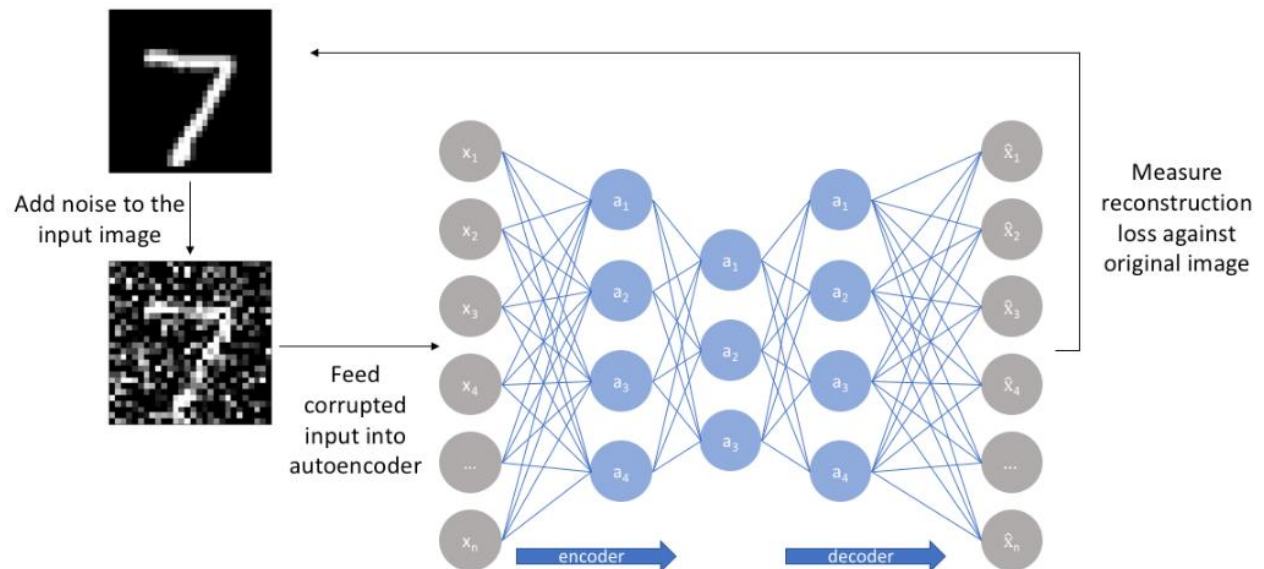 Add noise to the
input image
Feed
corrupted
input into
autoencoder
x₁
x₂
x₃
x₄
...
xₙ
a₁
a₂
a₃
a₄
a₁
a₂
a₃
a₁
a₂
a₃
a₄
x̂₁
x̂₂
x̂₃
x̂₄
...
x̂ₙ
encoder
decoder
Measure
reconstruction
loss against
original image
7
7